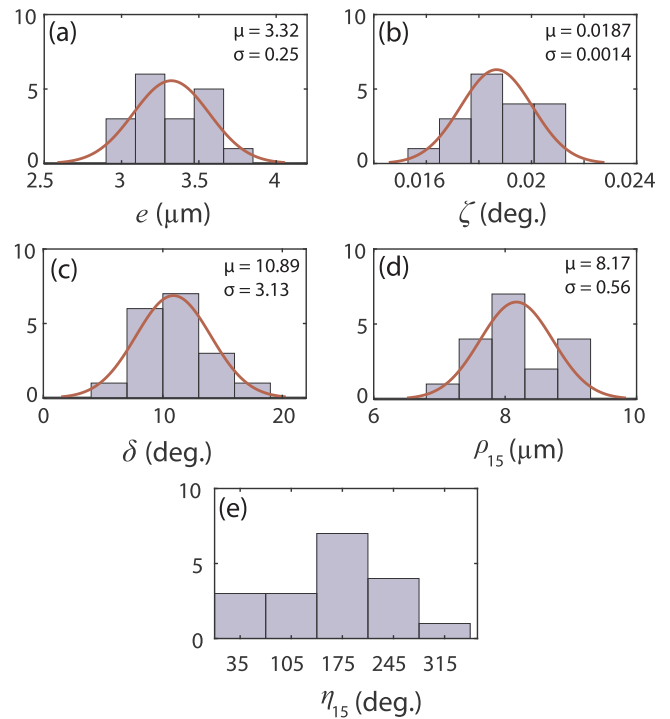 (a)
μ = 3.32
σ = 0.25
10
5
0
2.5 3 3.5 4
e (μm)
(b)
μ = 0.0187
σ = 0.0014
10
5
0
0.016 0.02 0.024
ζ (deg.)
(c)
μ = 10.89
σ = 3.13
10
5
0
0 10 20
δ (deg.)
(d)
μ = 8.17
σ = 0.56
10
5
0
6 8 10
ρ15 (μm)
(e)
10
5
0
35 105 175 245 315
η15 (deg.)